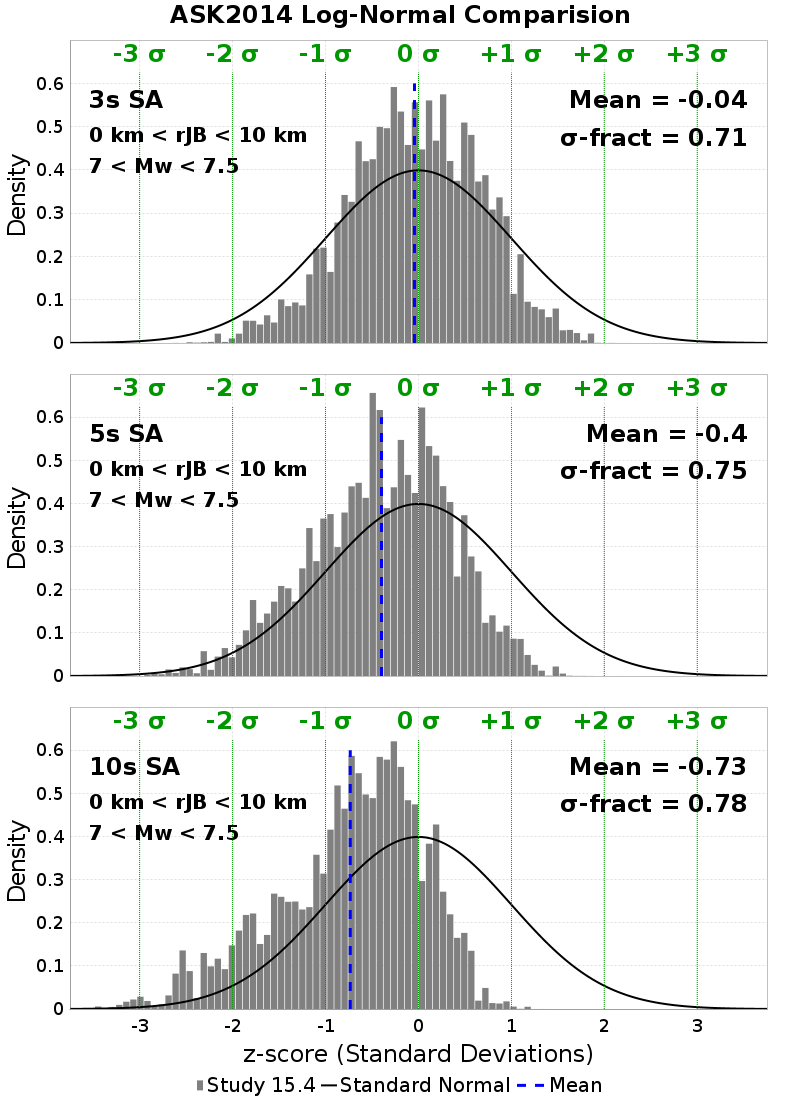 ASK2014 Log-Normal Comparision
-3 σ -2 σ -1 σ 0 σ +1 σ +2 σ +3 σ
3s SA
0 km < rJB < 10 km
7 < Mw < 7.5
Mean = -0.04
σ-fract = 0.71
Density
0.6
0.5
0.4
0.3
0.2
0.1
0
-3 σ -2 σ -1 σ 0 σ +1 σ +2 σ +3 σ
5s SA
0 km < rJB < 10 km
7 < Mw < 7.5
Mean = -0.4
σ-fract = 0.75
Density
0.6
0.5
0.4
0.3
0.2
0.1
0
-3 σ -2 σ -1 σ 0 σ +1 σ +2 σ +3 σ
10s SA
0 km < rJB < 10 km
7 < Mw < 7.5
Mean = -0.73
σ-fract = 0.78
Density
0.6
0.5
0.4
0.3
0.2
0.1
0
-3 -2 -1 0 1 2 3
z-score (Standard Deviations)
Study 15.4 Standard Normal Mean